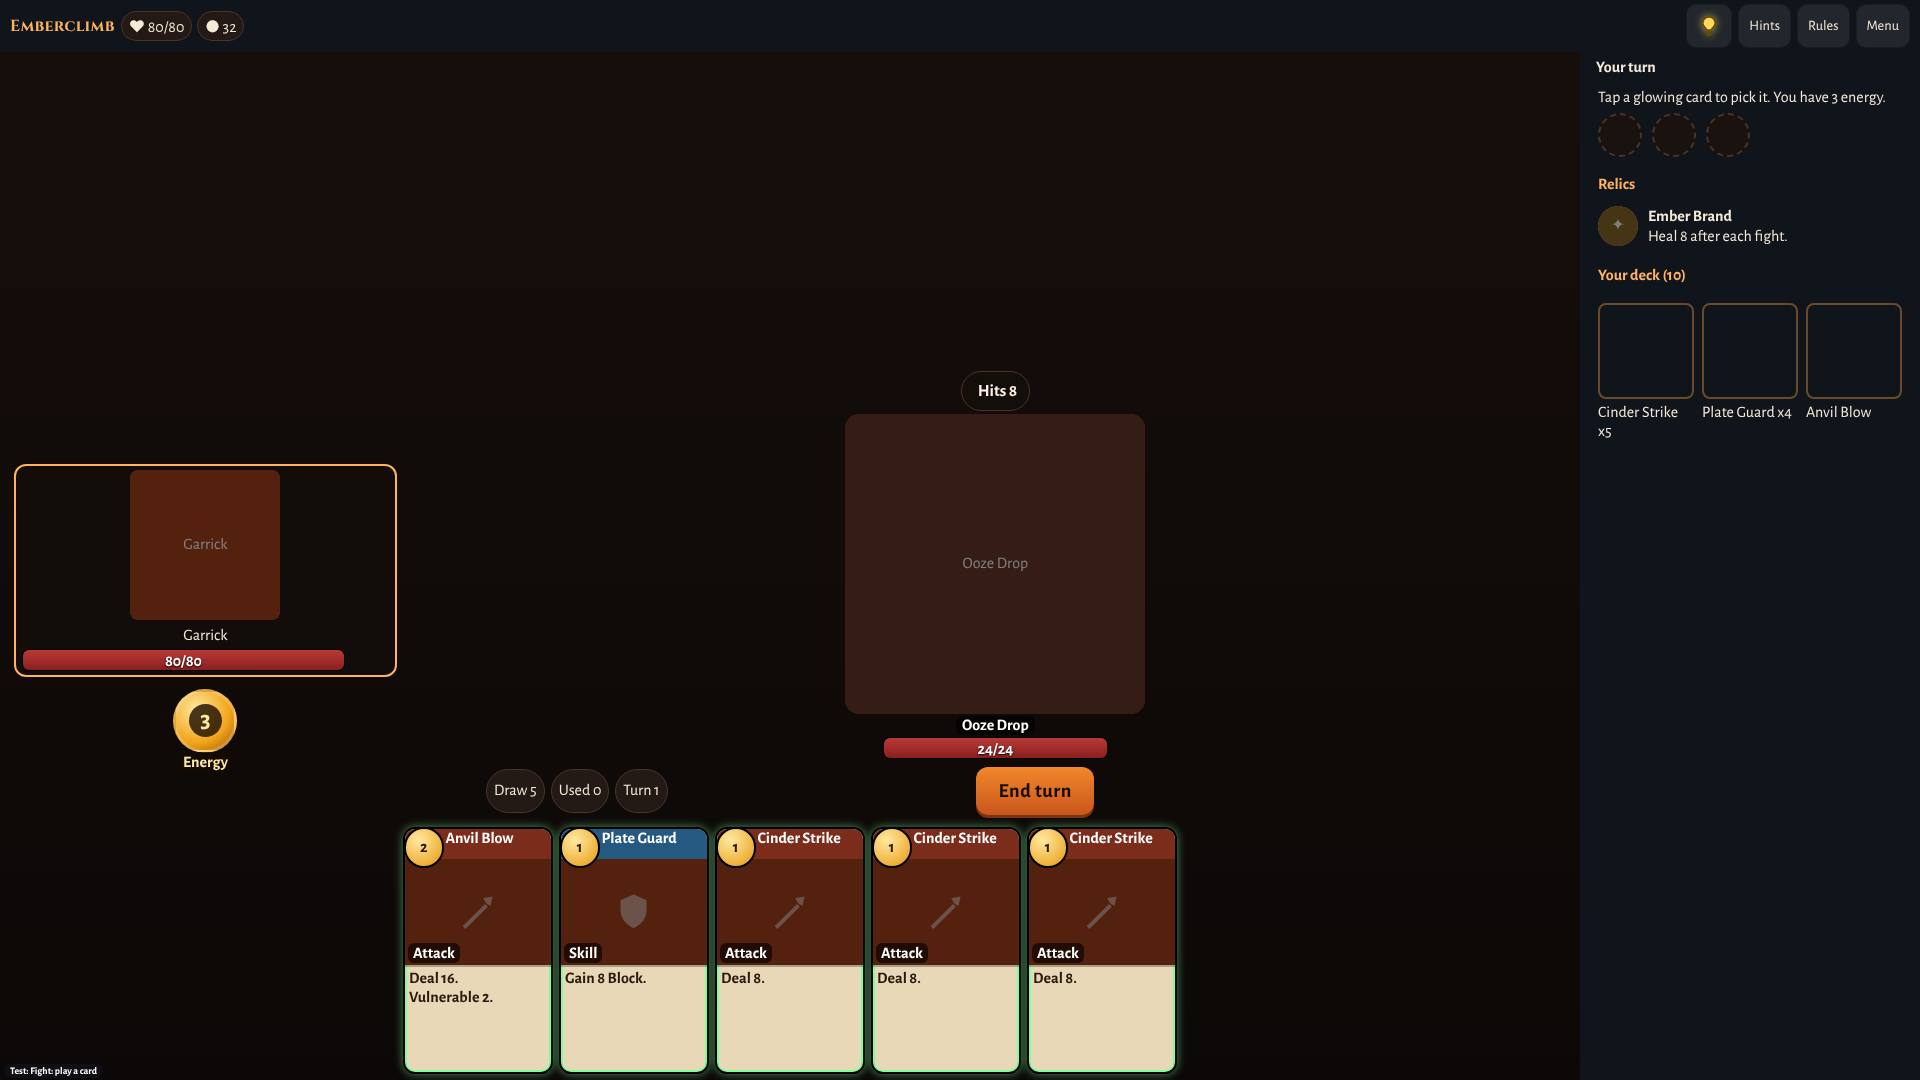 Emberclimb
80/80
32
Hints
Rules
Menu
Your turn
Tap a glowing card to pick it. You have 3 energy.
Relics
Ember Brand
Heal 8 after each fight.
Your deck (10)
Cinder Strike
x5
Plate Guard x4
Anvil Blow
Hits 8
Ooze Drop
Ooze Drop
24/24
Garrick
Garrick
80/80
3
Energy
Draw 5
Used 0
Turn 1
End turn
2
Anvil Blow
Attack
Deal 16.
Vulnerable 2.
1
Plate Guard
Skill
Gain 8 Block.
1
Cinder Strike
Attack
Deal 8.
1
Cinder Strike
Attack
Deal 8.
1
Cinder Strike
Attack
Deal 8.
Test: Fight: play a card